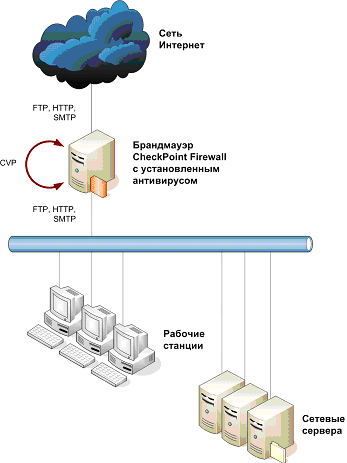 Сеть
Интернет
FTP, HTTP,
SMTP
CVP
Брандмауэр
CheckPoint Firewall
с установленным
антивирусом
FTP, HTTP,
SMTP
Рабочие
станции
Сетевые
сервера